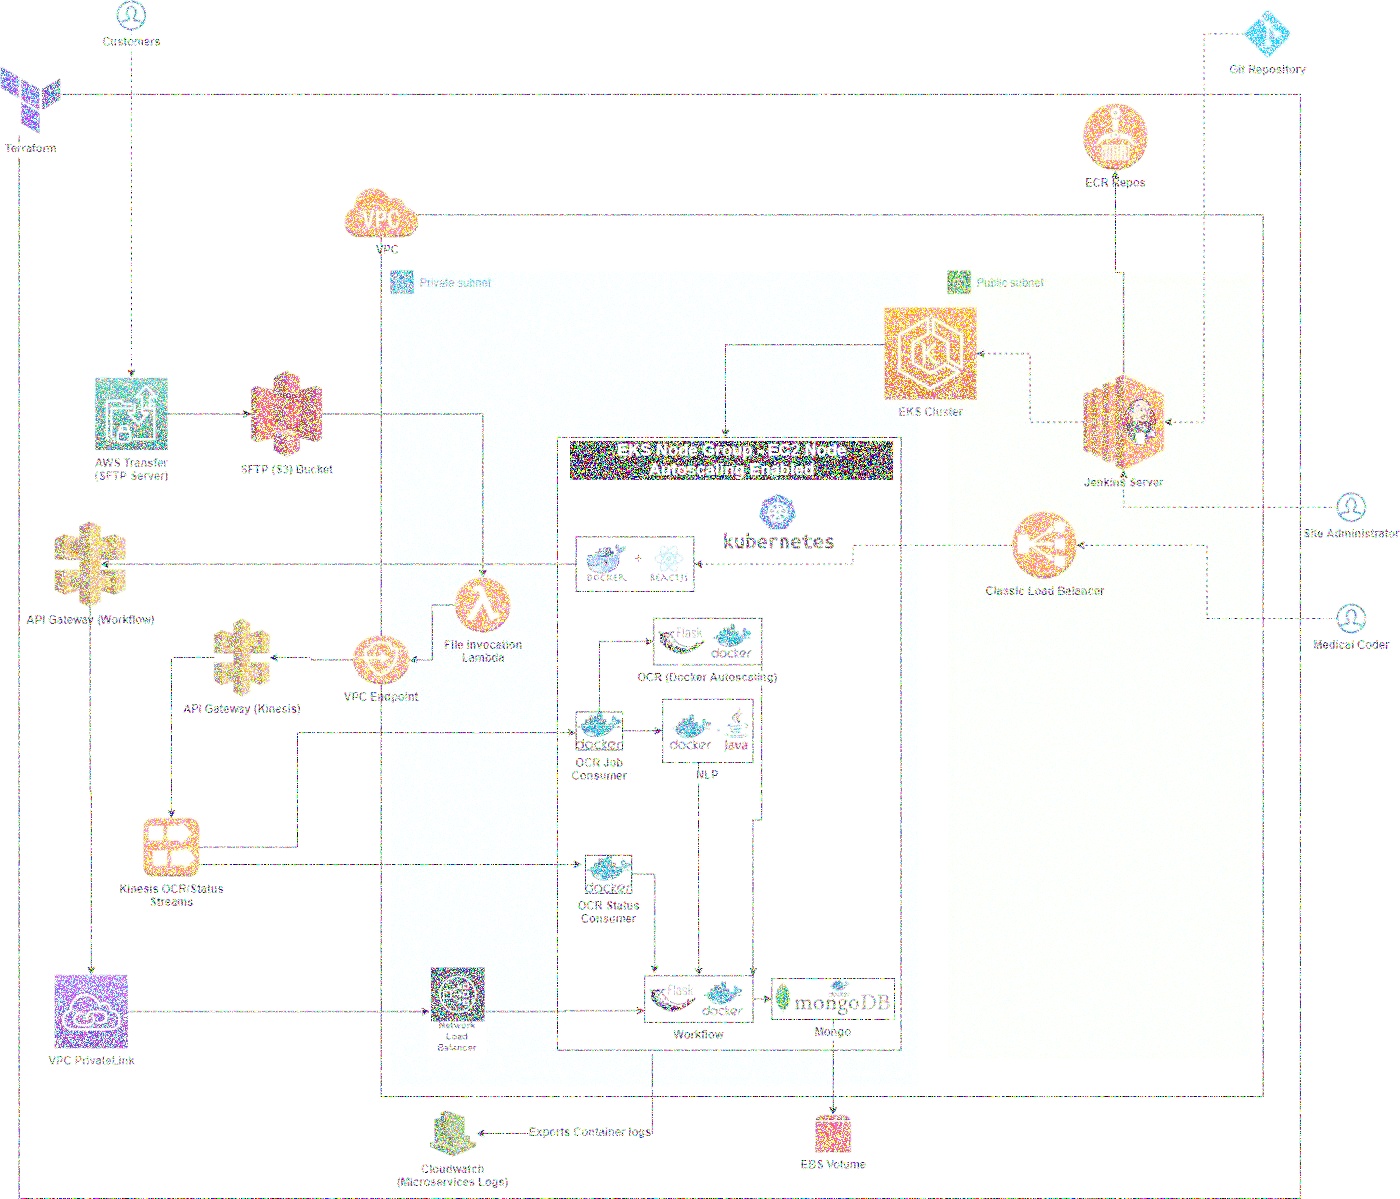 Customers
Git Repository
Terraform
ECR Repos
VPC
VPC
Private subnet
Public subnet
EKS Cluster
EKS Node Group - EC2 Node
Autoscaling Enabled
AWS Transfer
(SFTP Server)
SFTP (S3) Bucket
Jenkins Server
Site Administrator
kubernetes
DOCKER
+
REACTJS
Classic Load Balancer
API Gateway (Workflow)
File Invocation
Lambda
Medical Coder
Flask
docker
OCR (Docker Autoscaling)
VPC Endpoint
API Gateway (Kinesis)
docker
docker
Java
OCR Job
Consumer
NLP
Kinesis OCR/Status
Streams
docker
OCR Status
Consumer
Flask
docker
mongoDB
Workflow
Mongo
Network
Load
Balancer
VPC PrivateLink
Exports Container logs
Cloudwatch
(Microservices Logs)
EBS Volume